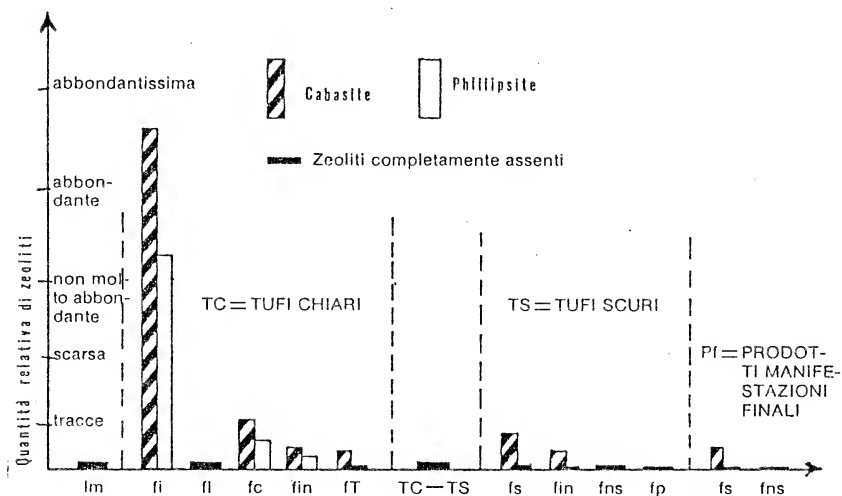 abbondantissima
Cabasite
Phillipsite
Zeoliti completamente assenti
abbon-
dante
Quantità relativa di zeoliti
non mol-
to abbon-
dante
TC = TUFI CHIARI
TS = TUFI SCURI
scarsa
Pf = PRODOT-
TI MANIFE-
STAZIONI
FINALI
tracce
lm fi fl fc fin fT TC—TS fs fin fns fp fs fns